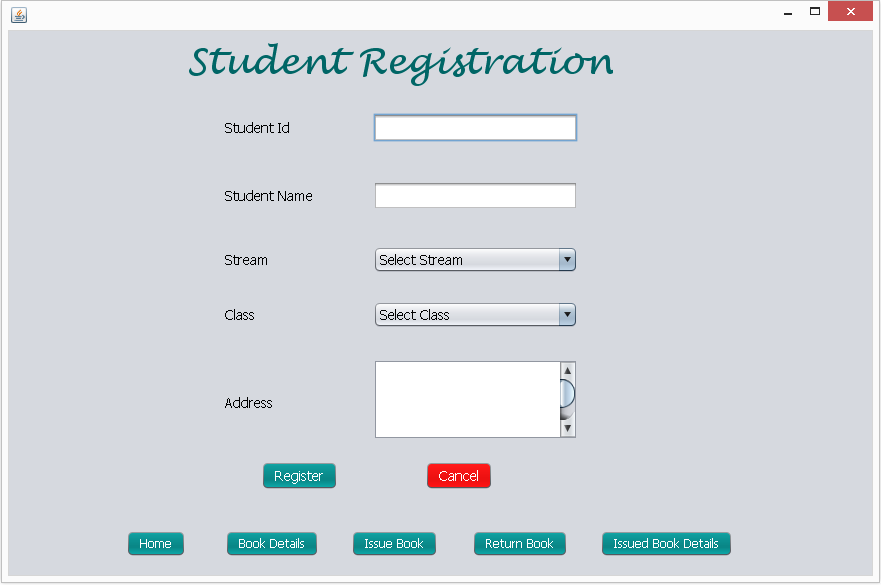 Student Registration
Student Id
Student Name
Stream
Select Stream
Class
Select Class
Address
Register
Cancel
Home
Book Details
Issue Book
Return Book
Issued Book Details